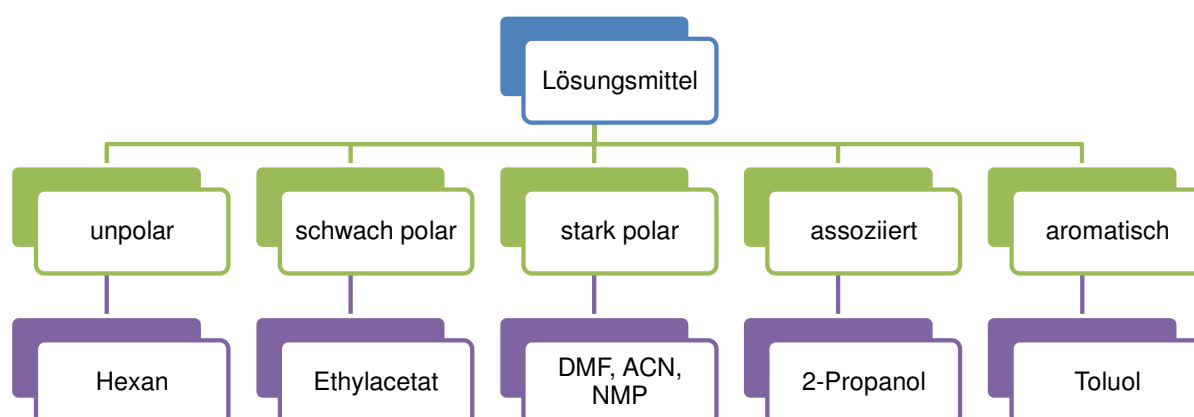 Lösungsmittel
unpolar
schwach polar
stark polar
assoziiert
aromatisch
Hexan
Ethylacetat
DMF, ACN,
NMP
2-Propanol
Toluol